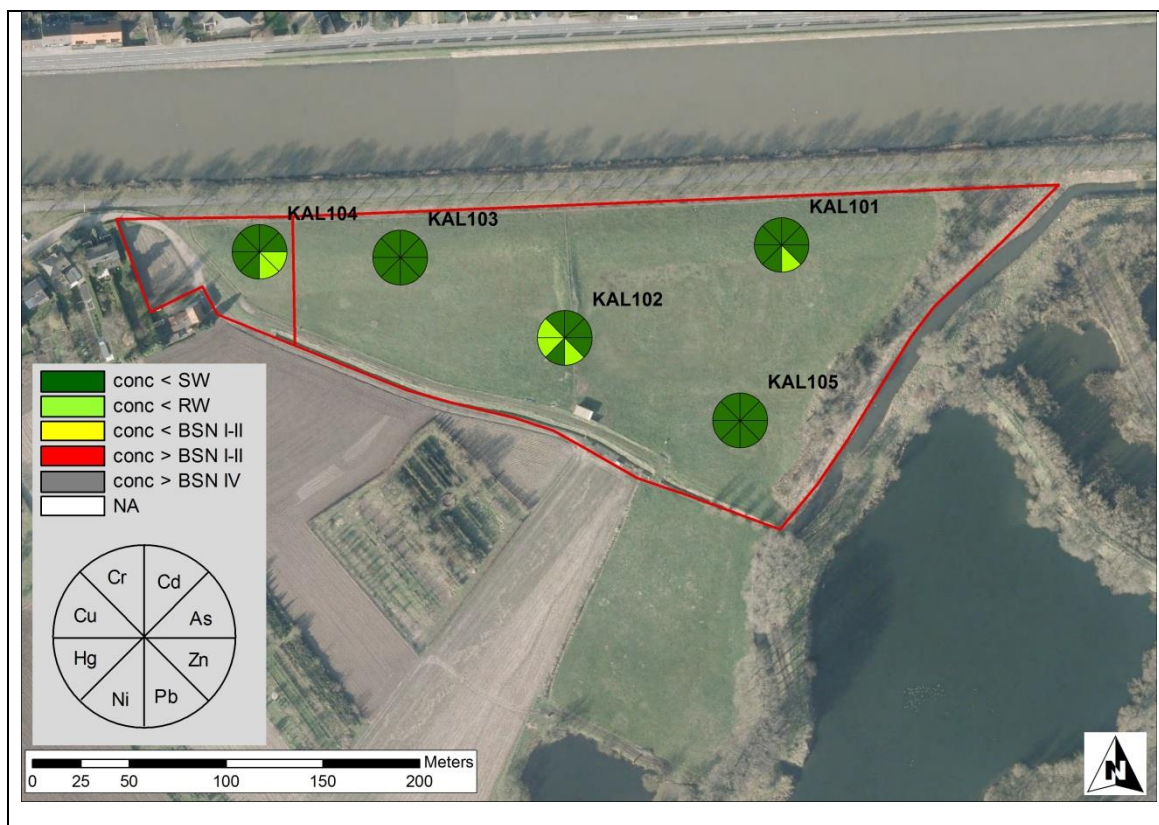 KAL104
KAL103
KAL101
KAL102
KAL105
conc < SW
conc < RW
conc < BSN I-II
conc > BSN I-II
conc > BSN IV
NA
Cr Cd
Cu As
Hg Zn
Ni Pb
Meters
0 25 50 100 150 200
N